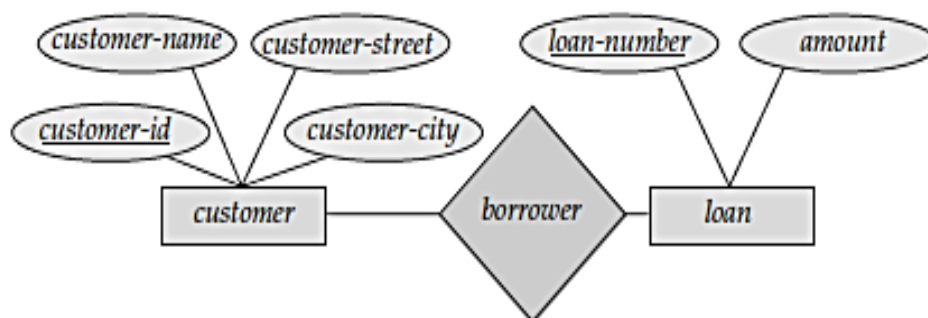 customer-name customer-street loan-number amount
customer-id customer-city
customer borrower loan